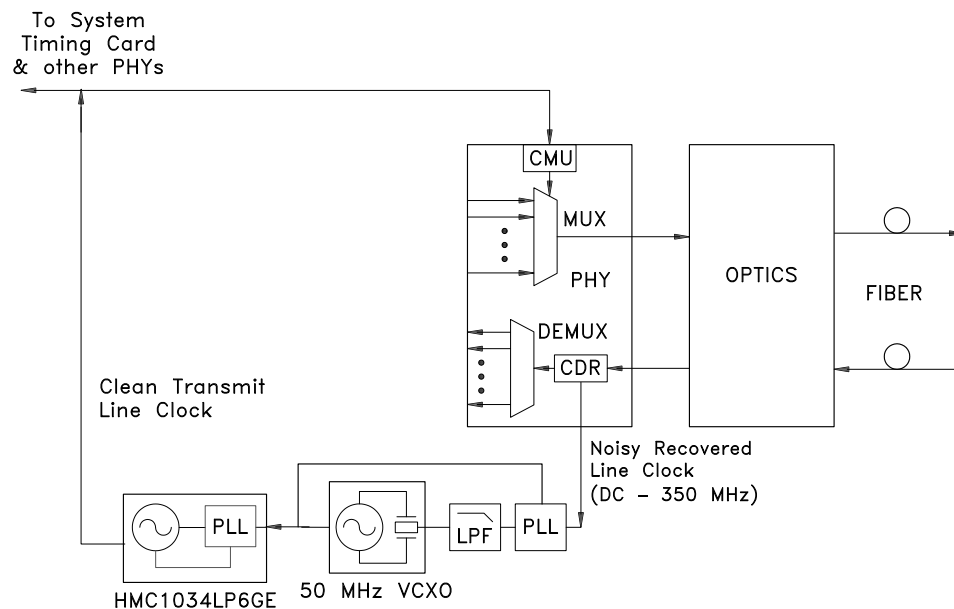 To System
Timing Card
& other PHYs
CMU
MUX
PHY
OPTICS
FIBER
DEMUX
CDR
Clean Transmit
Line Clock
Noisy Recovered
Line Clock
(DC - 350 MHz)
PLL
LPF
PLL
HMC1034LP6GE
50 MHz VCXO